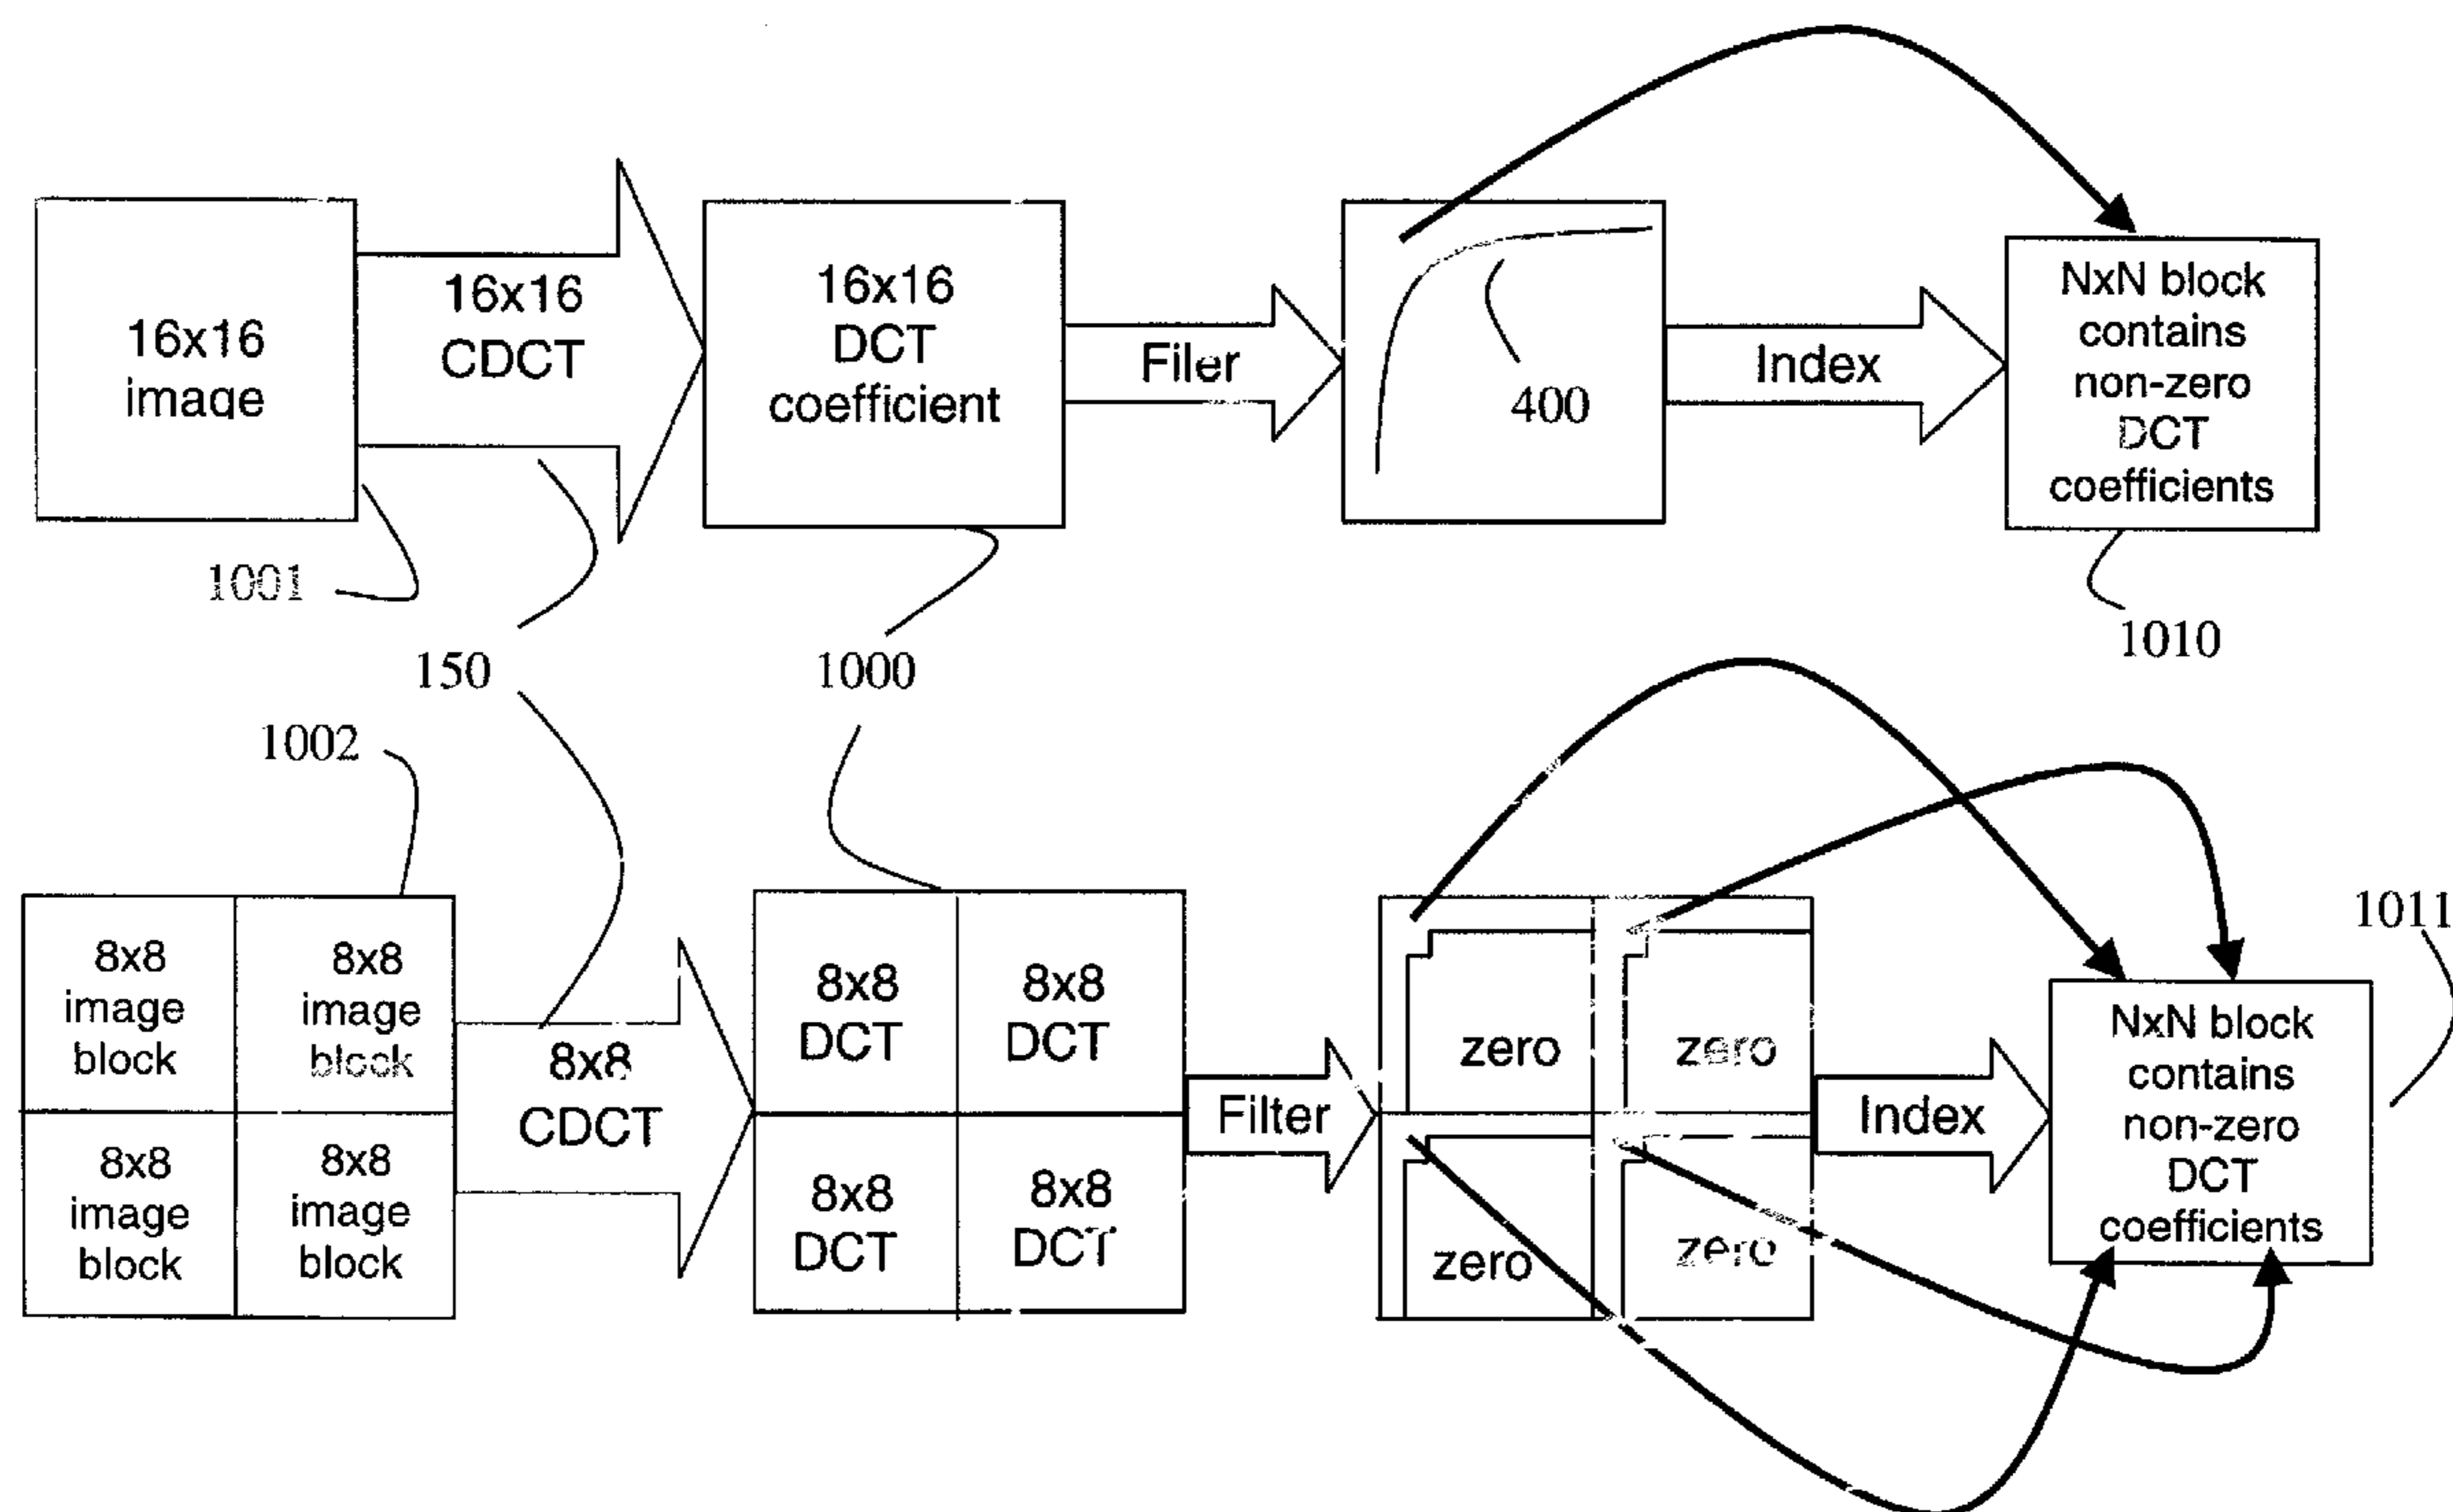 16x16
image
16x16
CDCT
16x16
DCT
coefficient
Filer
400
Index
NxN block
contains
non-zero
DCT
coefficients
1001
150
1000
1010
1002
1011
8x8
image
block
8x8
image
block
8x8
image
block
8x8
image
block
8x8
CDCT
8x8
DCT
8x8
DCT
8x8
DCT
8x8
DCT
Filter
zero
zero
zero
zero
Index
NxN block
contains
non-zero
DCT
coefficients